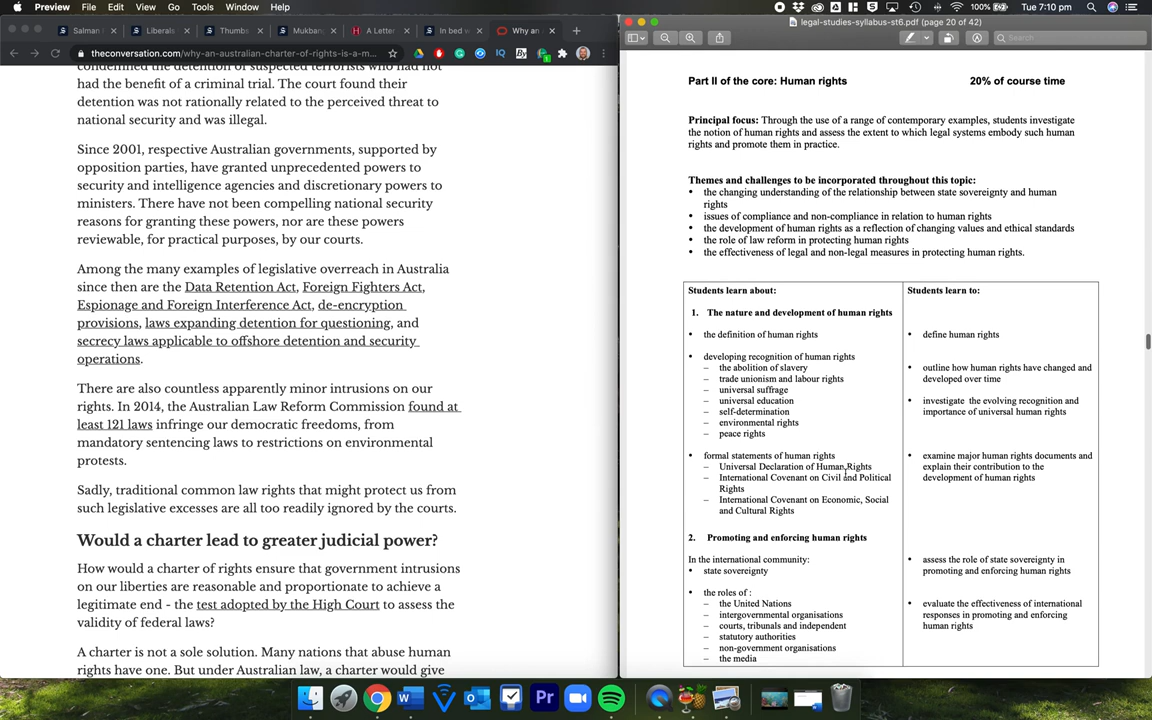 Preview File Edit View Go Tools Window Help
100% Tue 7:10 pm
Salman
Liberals
Thumbs
Mukbang
A Letter
In bed w
Why an
theconversation.com/why-an-australian-charter-of-rights-is-a-m...
condemned the detention of suspected terrorists who had not
had the benefit of a criminal trial. The court found their
detention was not rationally related to the perceived threat to
national security and was illegal.
Since 2001, respective Australian governments, supported by
opposition parties, have granted unprecedented powers to
security and intelligence agencies and discretionary powers to
ministers. There have not been compelling national security
reasons for granting these powers, nor are these powers
reviewable, for practical purposes, by our courts.
Among the many examples of legislative overreach in Australia
since then are the Data Retention Act, Foreign Fighters Act,
Espionage and Foreign Interference Act, de-encryption
provisions, laws expanding detention for questioning, and
secrecy laws applicable to offshore detention and security
operations.
There are also countless apparently minor intrusions on our
rights. In 2014, the Australian Law Reform Commission found at
least 121 laws infringe our democratic freedoms, from
mandatory sentencing laws to restrictions on environmental
protests.
Sadly, traditional common law rights that might protect us from
such legislative excesses are all too readily ignored by the courts.
Would a charter lead to greater judicial power?
How would a charter of rights ensure that government intrusions
on our liberties are reasonable and proportionate to achieve a
legitimate end - the test adopted by the High Court to assess the
validity of federal laws?
A charter is not a sole solution. Many nations that abuse human
rights have one. But under Australian law, a charter would give
legal-studies-syllabus-st6.pdf (page 20 of 42)
Search
Part II of the core: Human rights 20% of course time
Principal focus: Through the use of a range of contemporary examples, students investigate
the notion of human rights and assess the extent to which legal systems embody such human
rights and promote them in practice.
Themes and challenges to be incorporated throughout this topic:
• the changing understanding of the relationship between state sovereignty and human
rights
• issues of compliance and non-compliance in relation to human rights
• the development of human rights as a reflection of changing values and ethical standards
• the role of law reform in protecting human rights
• the effectiveness of legal and non-legal measures in protecting human rights.
Students learn about: Students learn to:
1. The nature and development of human rights
• the definition of human rights • define human rights
• developing recognition of human rights
– the abolition of slavery • outline how human rights have changed and
– trade unionism and labour rights developed over time
– universal suffrage
– universal education • investigate the evolving recognition and
– self-determination importance of universal human rights
– environmental rights
– peace rights
• formal statements of human rights • examine major human rights documents and
– Universal Declaration of Human Rights explain their contribution to the
– International Covenant on Civil and Political development of human rights
Rights
– International Covenant on Economic, Social
and Cultural Rights
2. Promoting and enforcing human rights
In the international community: • assess the role of state sovereignty in
• state sovereignty promoting and enforcing human rights
• the roles of :
– the United Nations • evaluate the effectiveness of international
– intergovernmental organisations responses in promoting and enforcing
– courts, tribunals and independent human rights
– statutory authorities
– non-government organisations
– the media